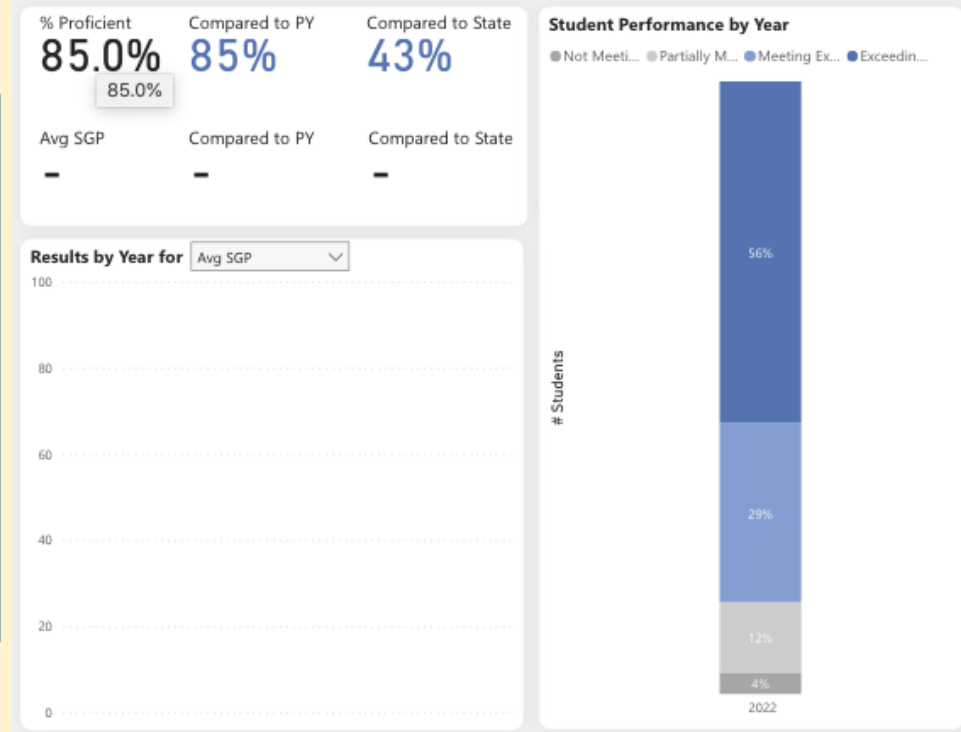 % Proficient Compared to PY Compared to State
85.0% 85% 43%
85.0%
Avg SGP Compared to PY Compared to State
- - -
Results by Year for Avg SGP
100
80
60
40
20
0
Student Performance by Year
Not Meeti... Partially M... Meeting Ex... Exceedin...
# Students
56%
29%
12%
4%
2022